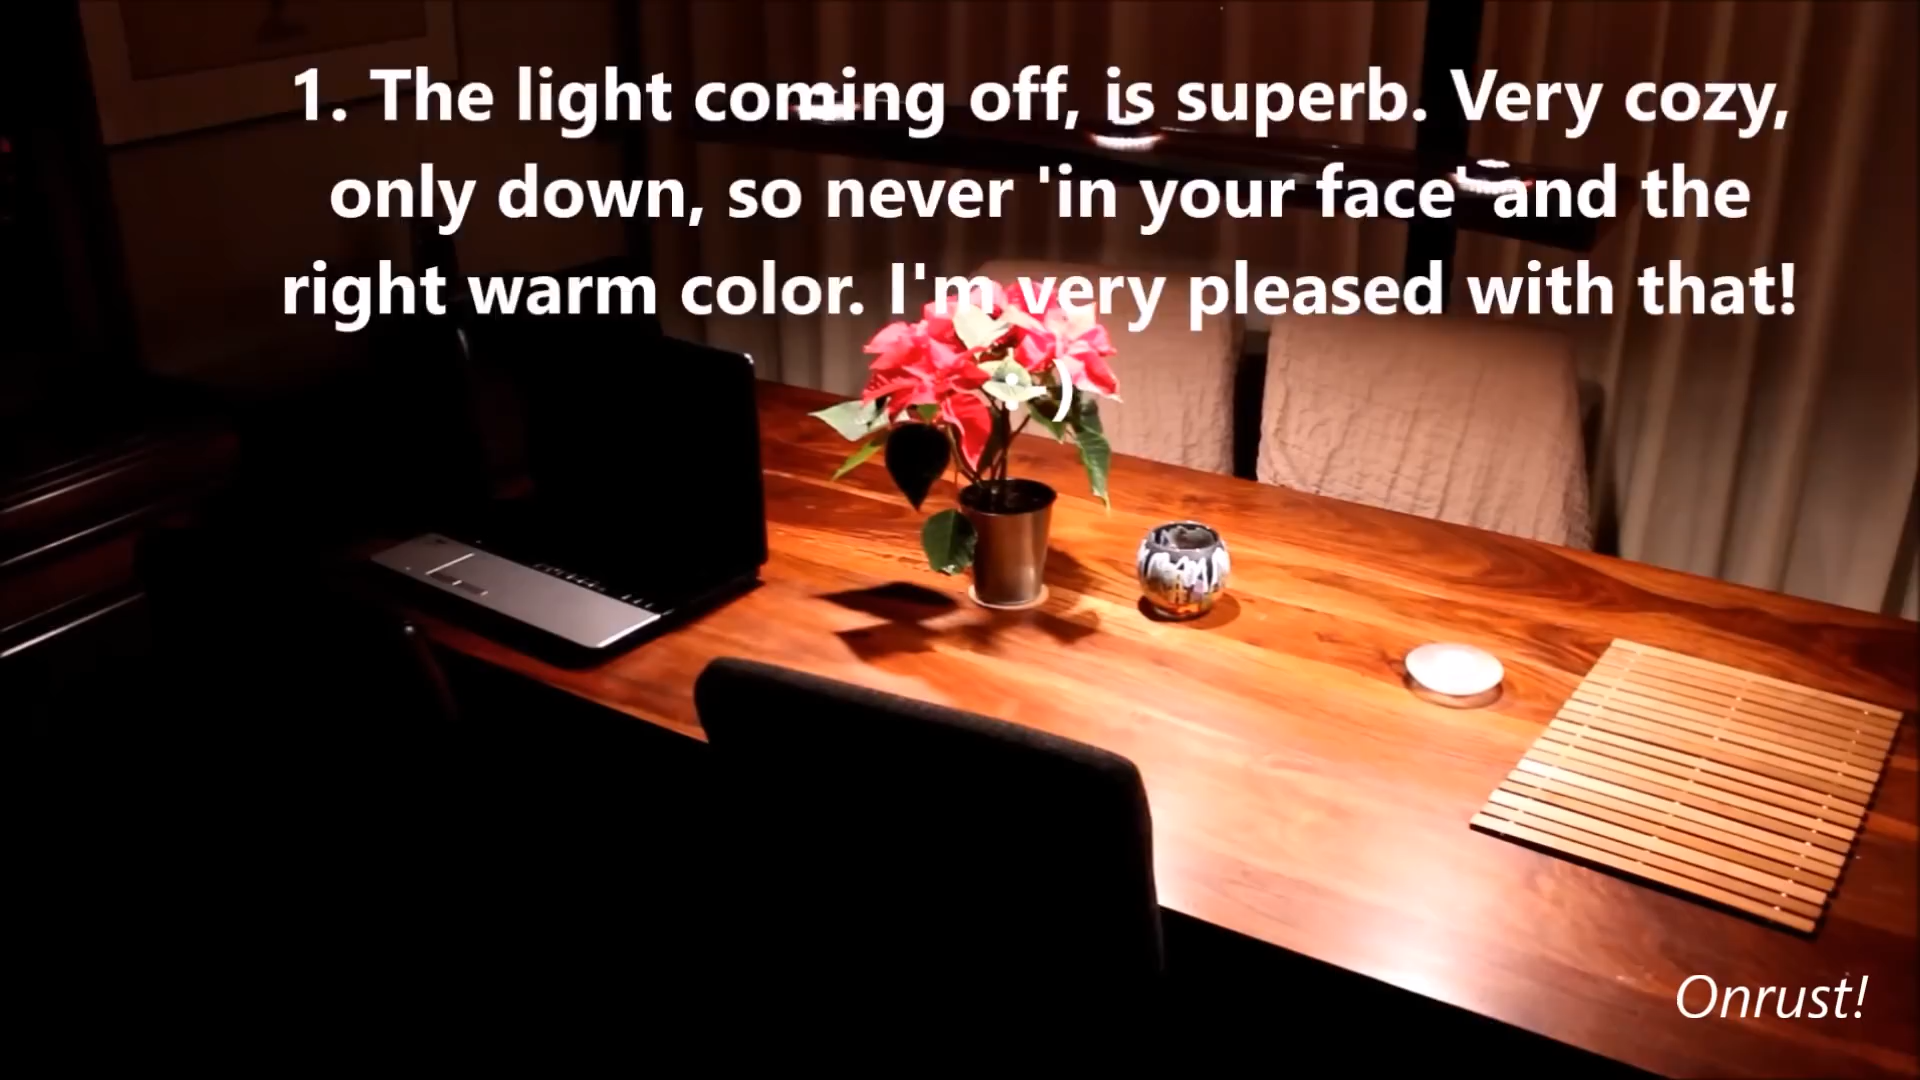 1. The light coming off, is superb. Very cozy,
only down, so never 'in your face' and the
right warm color. I'm very pleased with that!
:-)
Onrust!